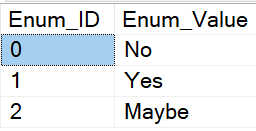 Enum_ID Enum_Value
0 No
1 Yes
2 Maybe